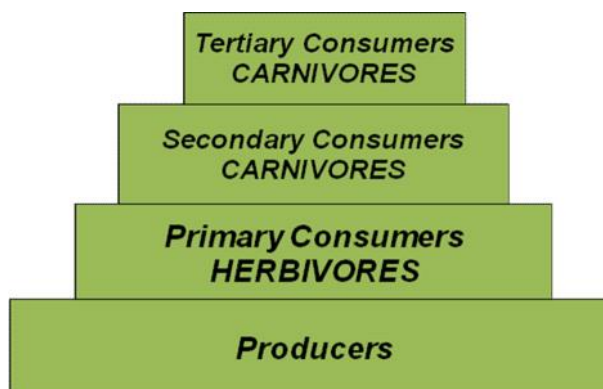 Tertiary Consumers
CARNIVORES
Secondary Consumers
CARNIVORES
Primary Consumers
HERBIVORES
Producers